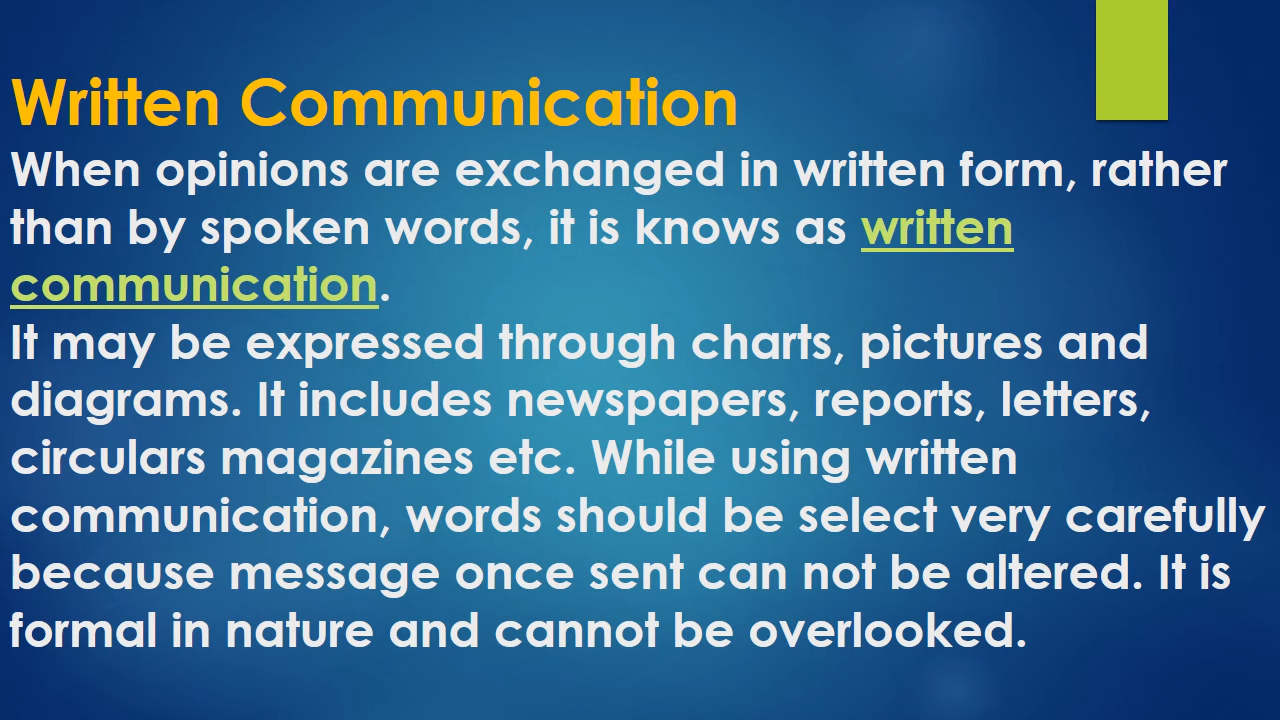 Written Communication
When opinions are exchanged in written form, rather
than by spoken words, it is knows as written
communication.
It may be expressed through charts, pictures and
diagrams. It includes newspapers, reports, letters,
circulars magazines etc. While using written
communication, words should be select very carefully
because message once sent can not be altered. It is
formal in nature and cannot be overlooked.